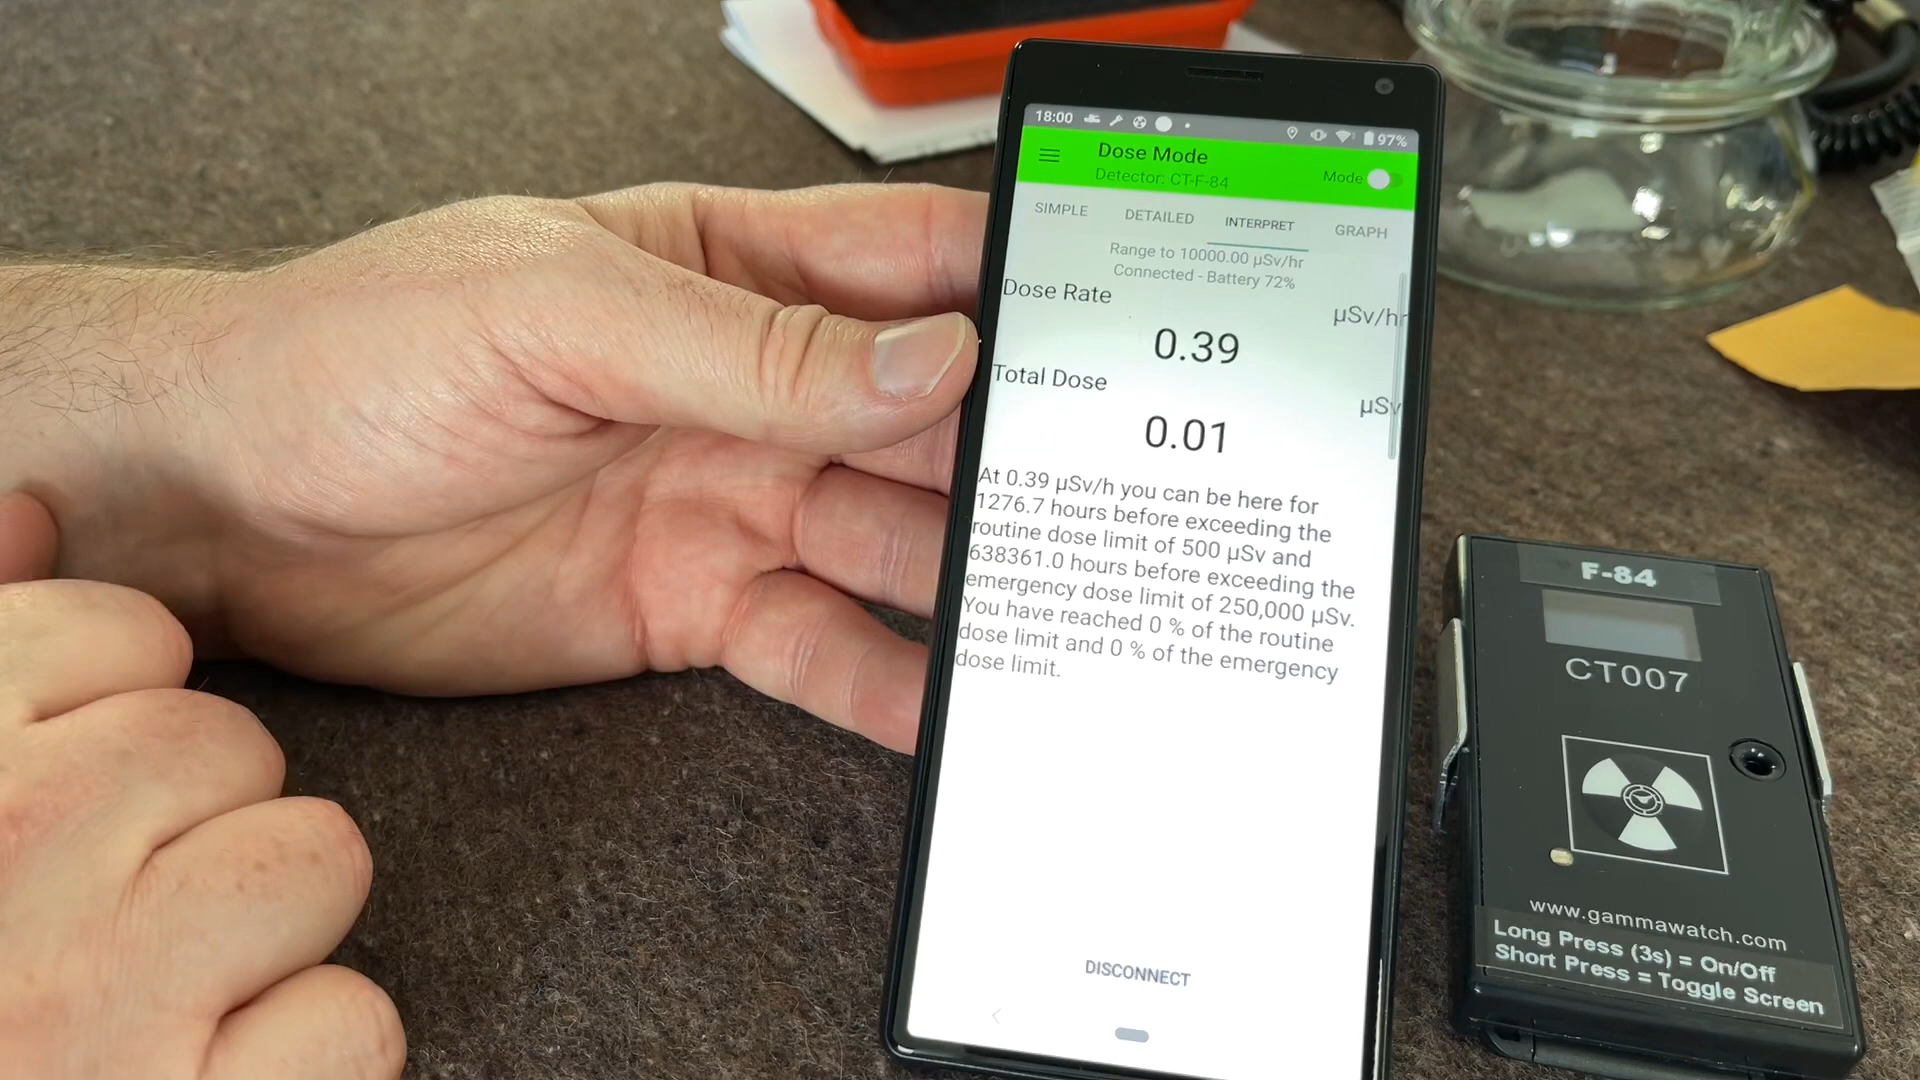 18:00
97%
Dose Mode
Detector: CT-F-84
Mode
SIMPLE DETAILED INTERPRET GRAPH
Range to 10000.00 µSv/hr
Connected - Battery 72%
Dose Rate
µSv/hr
0.39
Total Dose
µSv
0.01
At 0.39 µSv/h you can be here for
1276.7 hours before exceeding the
routine dose limit of 500 µSv and
638361.0 hours before exceeding the
emergency dose limit of 250,000 µSv.
You have reached 0 % of the routine
dose limit and 0 % of the emergency
dose limit.
DISCONNECT
F-84
CT007
www.gammawatch.com
Long Press (3s) = On/Off
Short Press = Toggle Screen